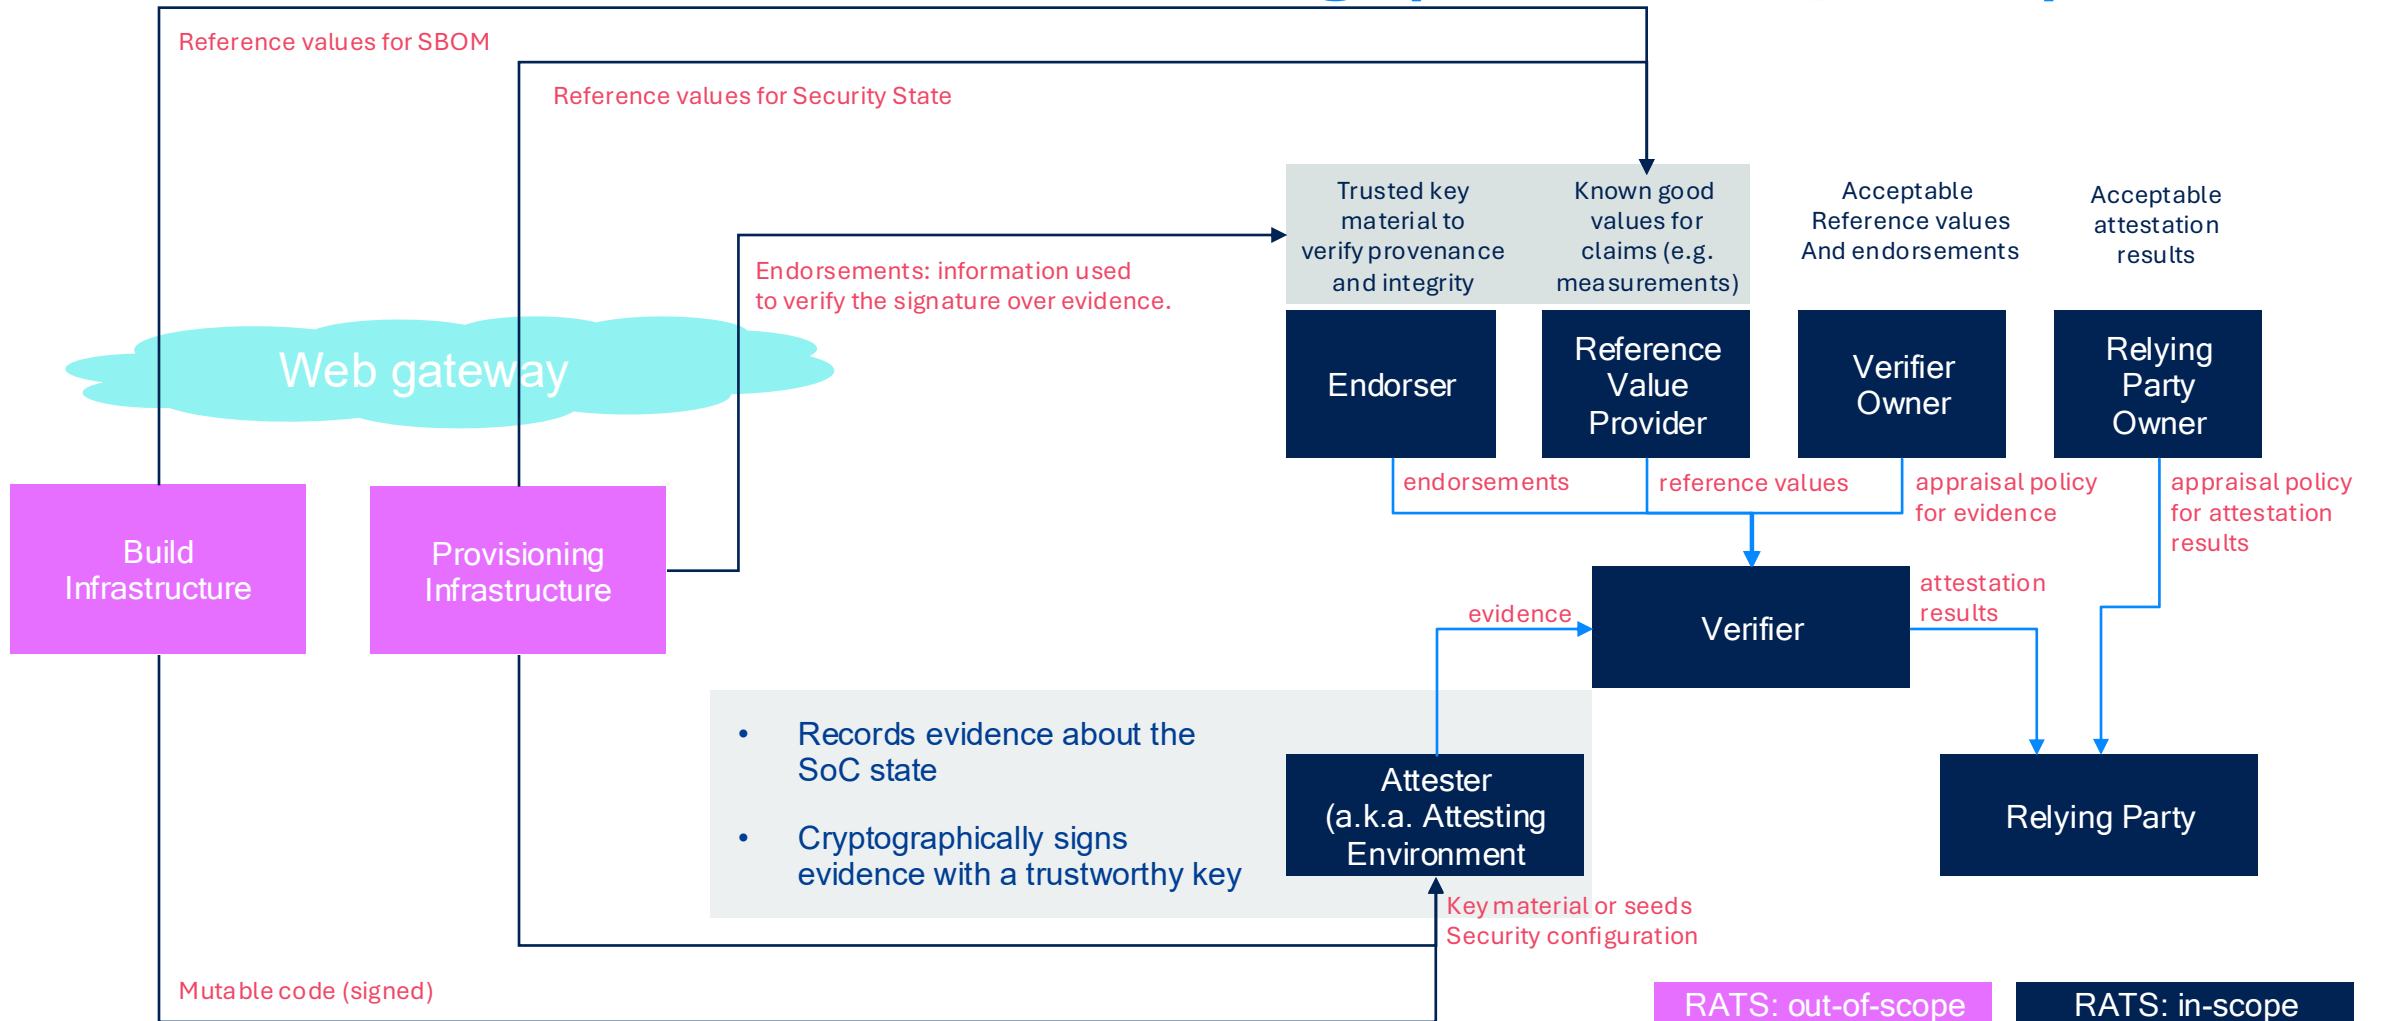 Reference values for SBOM
Reference values for Security State
Trusted key
material to
verify provenance
and integrity
Known good
values for
claims (e.g.
measurements)
Acceptable
Reference values
And endorsements
Acceptable
attestation
results
Endorsements: information used
to verify the signature over evidence.
Web gateway
Endorser
Reference
Value
Provider
Verifier
Owner
Relying
Party
Owner
endorsements
reference values
appraisal policy
for evidence
appraisal policy
for attestation
results
Build
Infrastructure
Provisioning
Infrastructure
evidence
Verifier
attestation
results
• Records evidence about the
SoC state
• Cryptographically signs
evidence with a trustworthy key
Attester
(a.k.a. Attesting
Environment
Relying Party
Key material or seeds
Security configuration
Mutable code (signed)
RATS: out-of-scope
RATS: in-scope